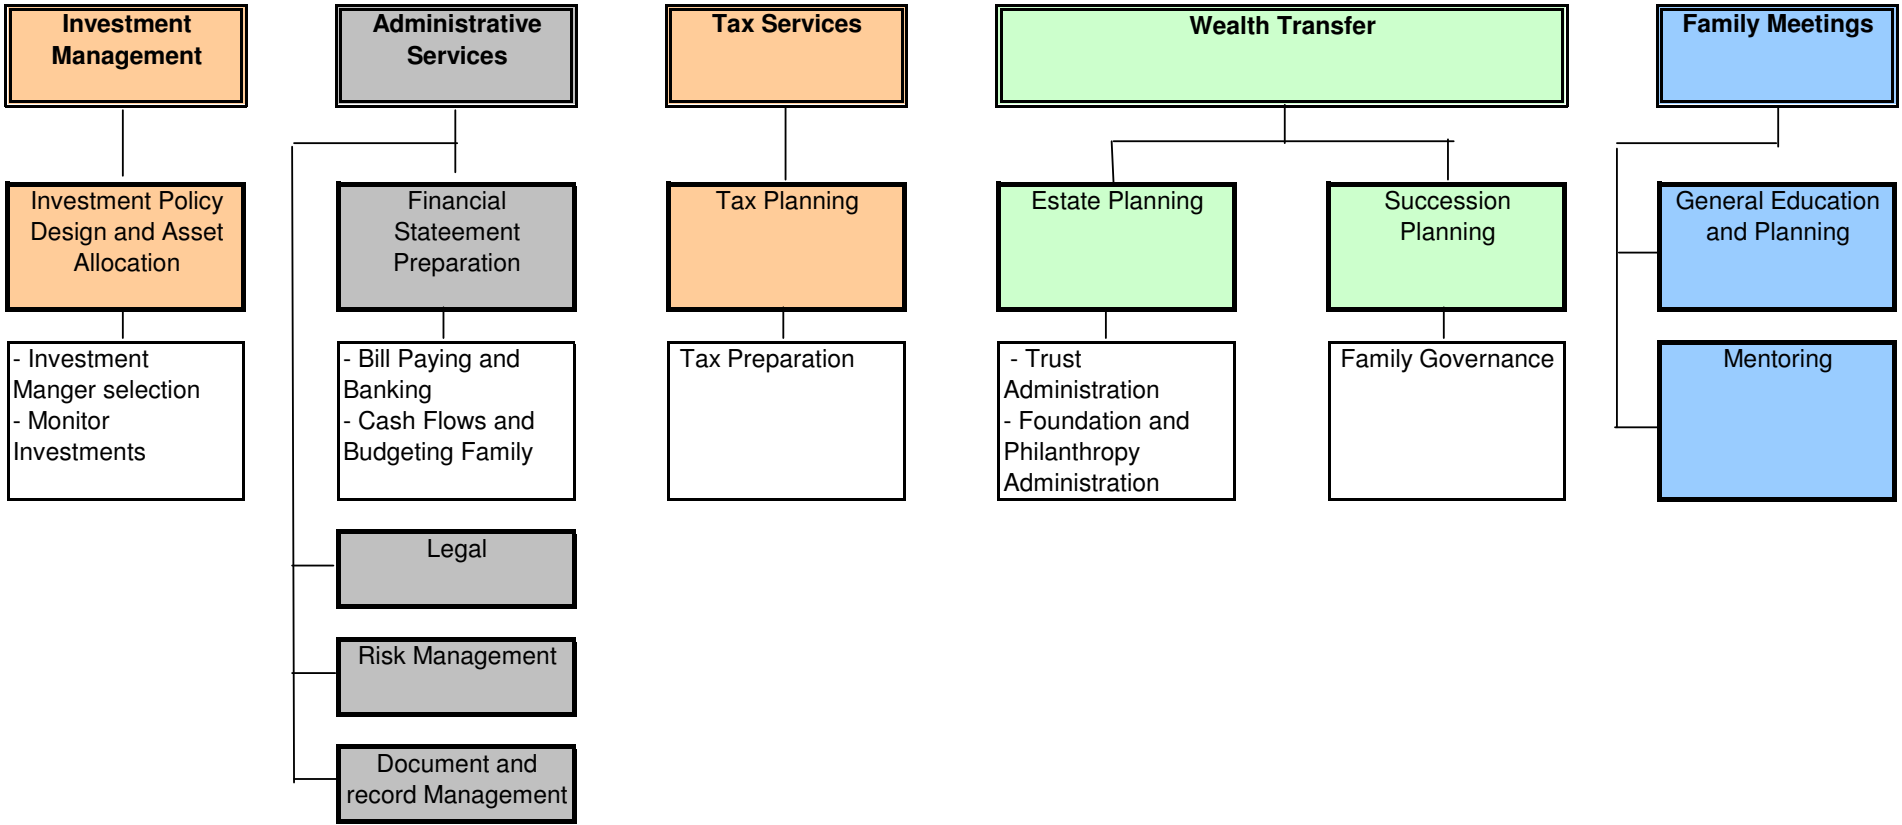 Investment
Management
Administrative
Services
Tax Services
Wealth Transfer
Family Meetings
Investment Policy
Design and Asset
Allocation
Financial
Stateement
Preparation
Tax Planning
Estate Planning
Succession
Planning
General Education
and Planning
- Investment
Manger selection
- Monitor
Investments
- Bill Paying and
Banking
- Cash Flows and
Budgeting Family
Tax Preparation
- Trust
Administration
- Foundation and
Philanthropy
Administration
Family Governance
Mentoring
Legal
Risk Management
Document and
record Management